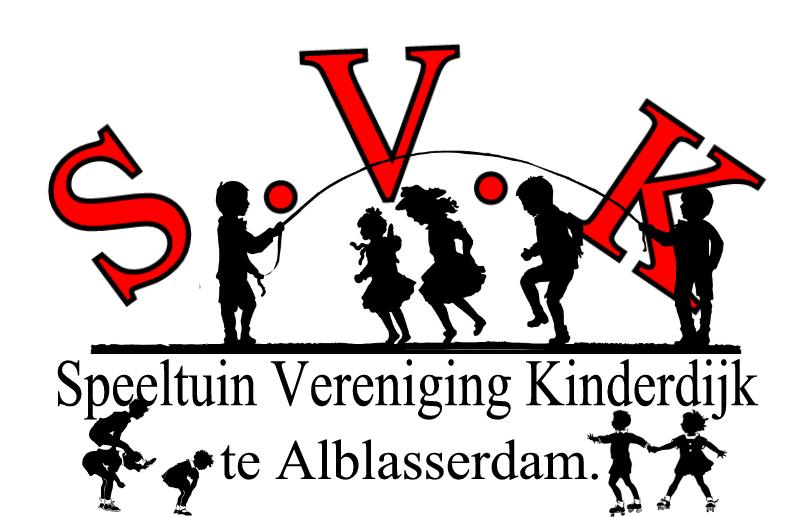 S.V.K
Speeltuin Vereniging Kinderdijk
te Alblasserdam.